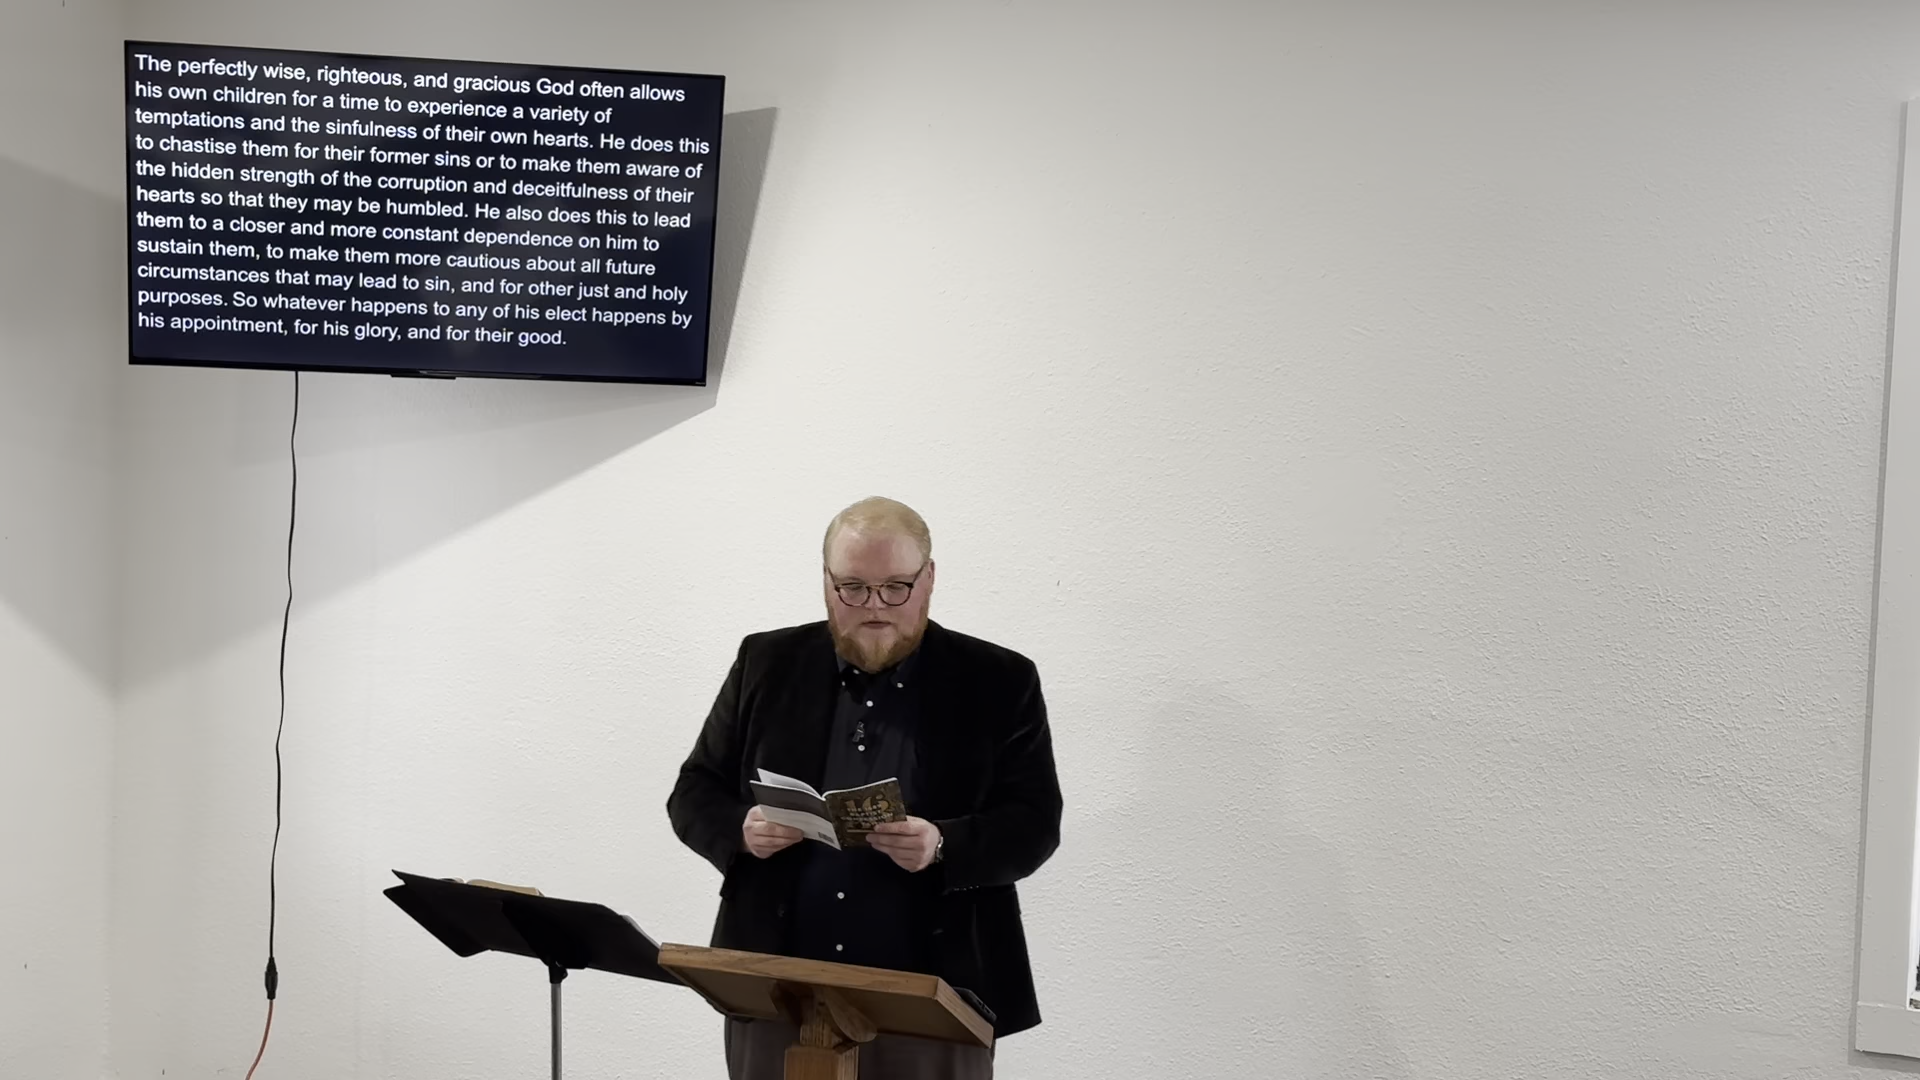 The perfectly wise, righteous, and gracious God often allows
his own children for a time to experience a variety of
temptations and the sinfulness of their own hearts. He does this
to chastise them for their former sins or to make them aware of
the hidden strength of the corruption and deceitfulness of their
hearts so that they may be humbled. He also does this to lead
them to a closer and more constant dependence on him to
sustain them, to make them more cautious about all future
circumstances that may lead to sin, and for other just and holy
purposes. So whatever happens to any of his elect happens by
his appointment, for his glory, and for their good.
16
BAPTIST
CONFESSION